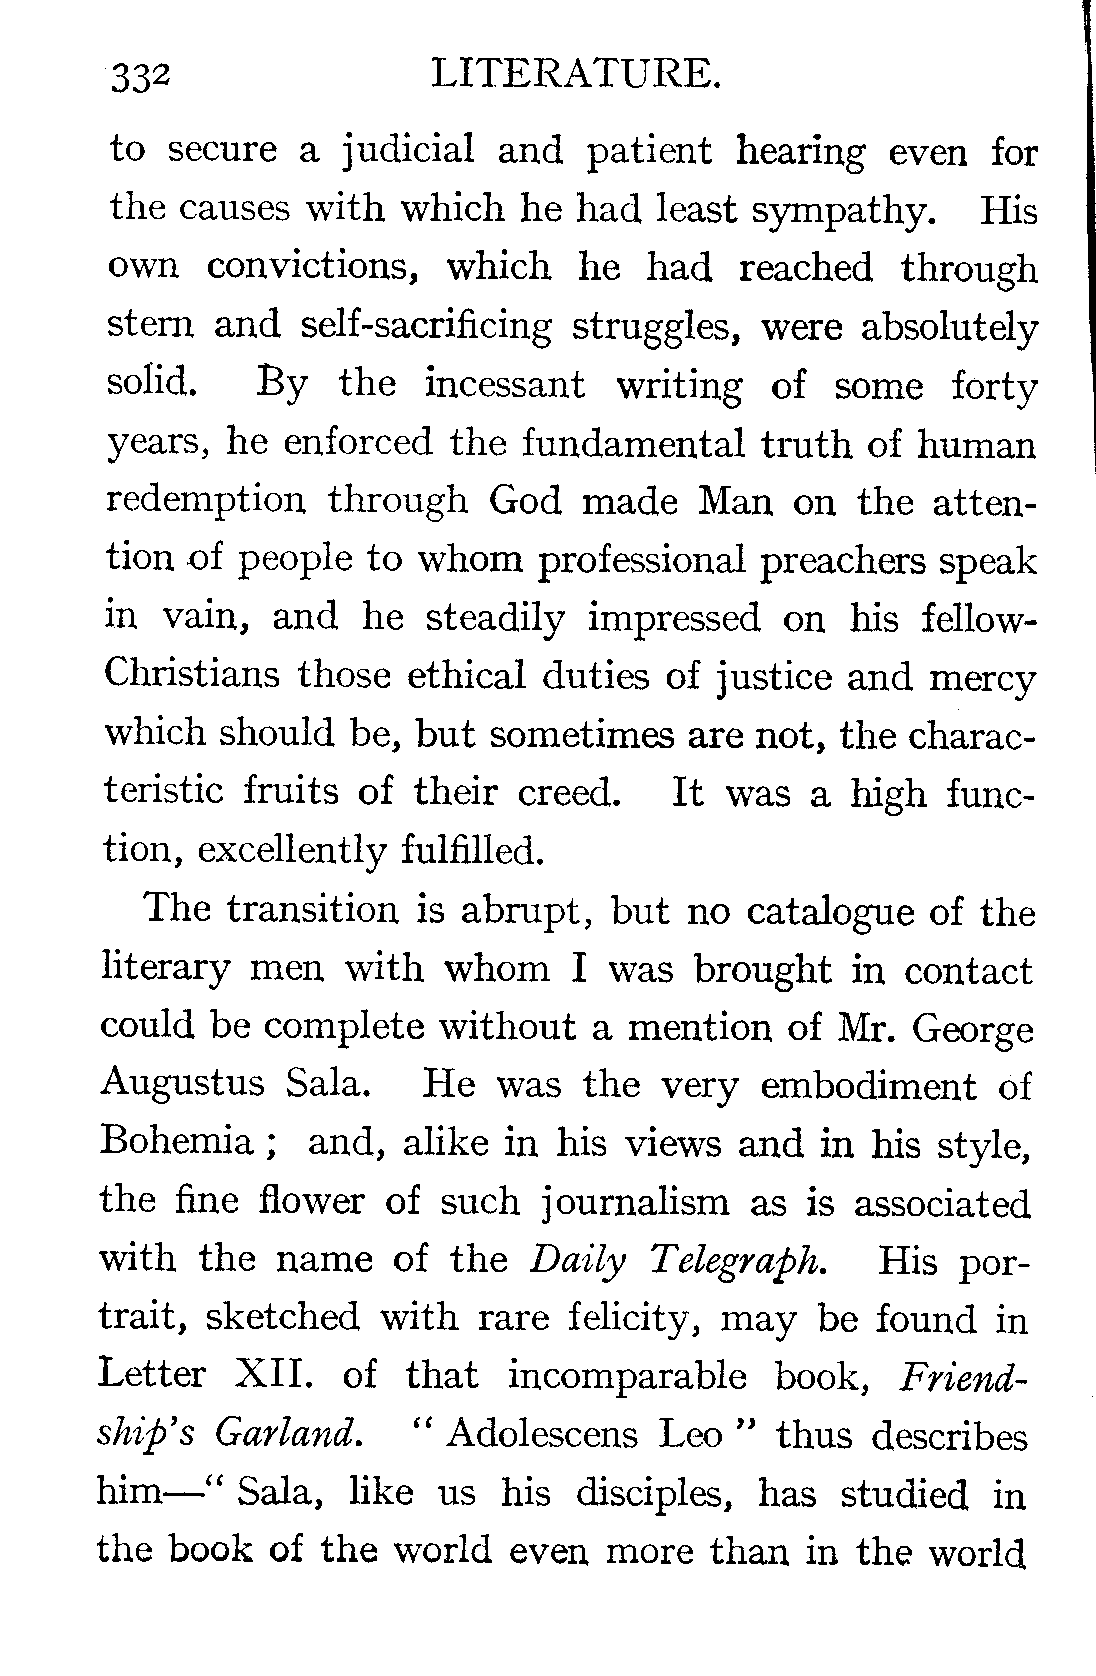 332 LITERATURE.
to secure a judicial and patient hearing even for
the causes with which he had least sympathy. His
own convictions, which he had reached through
stern and self-sacrificing struggles, were absolutely
solid. By the incessant writing of some forty
years, he enforced the fundamental truth of human
redemption through God made Man on the atten-
tion of people to whom professional preachers speak
in vain, and he steadily impressed on his fellow-
Christians those ethical duties of justice and mercy
which should be, but sometimes are not, the charac-
teristic fruits of their creed. It was a high func-
tion, excellently fulfilled.
The transition is abrupt, but no catalogue of the
literary men with whom I was brought in contact
could be complete without a mention of Mr. George
Augustus Sala. He was the very embodiment of
Bohemia ; and, alike in his views and in his style,
the fine flower of such journalism as is associated
with the name of the Daily Telegraph. His por-
trait, sketched with rare felicity, may be found in
Letter XII. of that incomparable book, Friend-
ship's Garland. “ Adolescens Leo ” thus describes
him—“ Sala, like us his disciples, has studied in
the book of the world even more than in the world